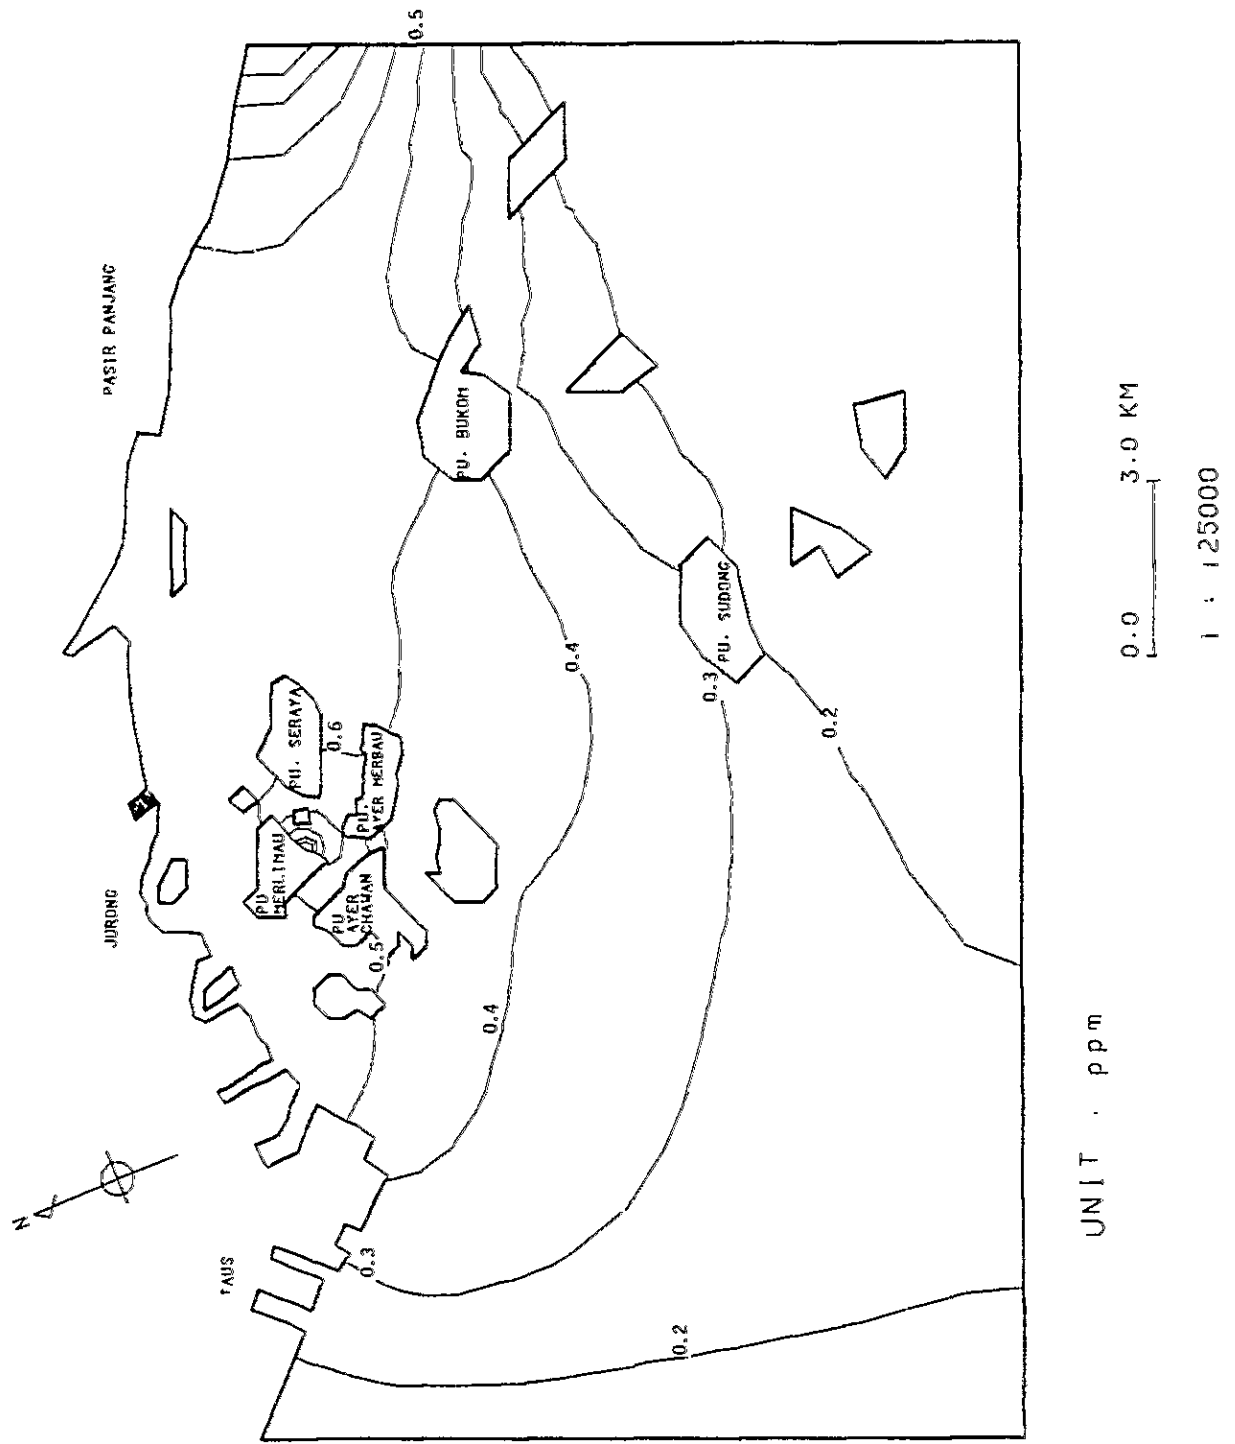 N
PASIR PANJANG
JURONG
TAUS
0.5
PU. BUKOM
PU. SERAYA
0.6
PU.
AYER MERBAU
PU
MERLIMAU
PU
AYER
CHAWAN
0.5
0.4
0.4
PU. SUDONG
0.3
0.3
0.2
0.2
UNIT . ppm
0.0 3.0 KM
1 : 125000